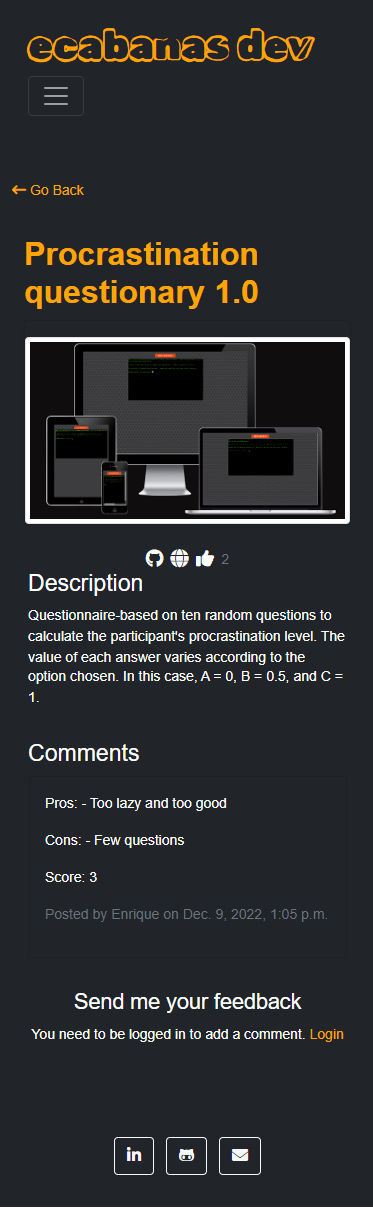 ecabanas dev
Go Back
Procrastination
questionary 1.0
2
Description
Questionnaire-based on ten random questions to
calculate the participant's procrastination level. The
value of each answer varies according to the
option chosen. In this case, A = 0, B = 0.5, and C =
1.
Comments
Pros: - Too lazy and too good
Cons: - Few questions
Score: 3
Posted by Enrique on Dec. 9, 2022, 1:05 p.m.
Send me your feedback
You need to be logged in to add a comment. Login
in